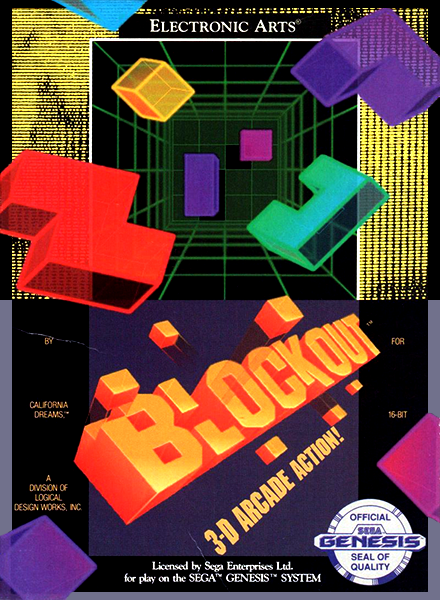 ELECTRONIC ARTS®
BY
CALIFORNIA
DREAMS,™
A
DIVISION OF
LOGICAL
DESIGN WORKS, INC.
BLOCKOUT™
3-D ARCADE ACTION!
FOR
16-BIT
OFFICIAL
SEGA
GENESIS
SEAL OF
QUALITY
Licensed by Sega Enterprises Ltd.
for play on the SEGA™ GENESIS™ SYSTEM